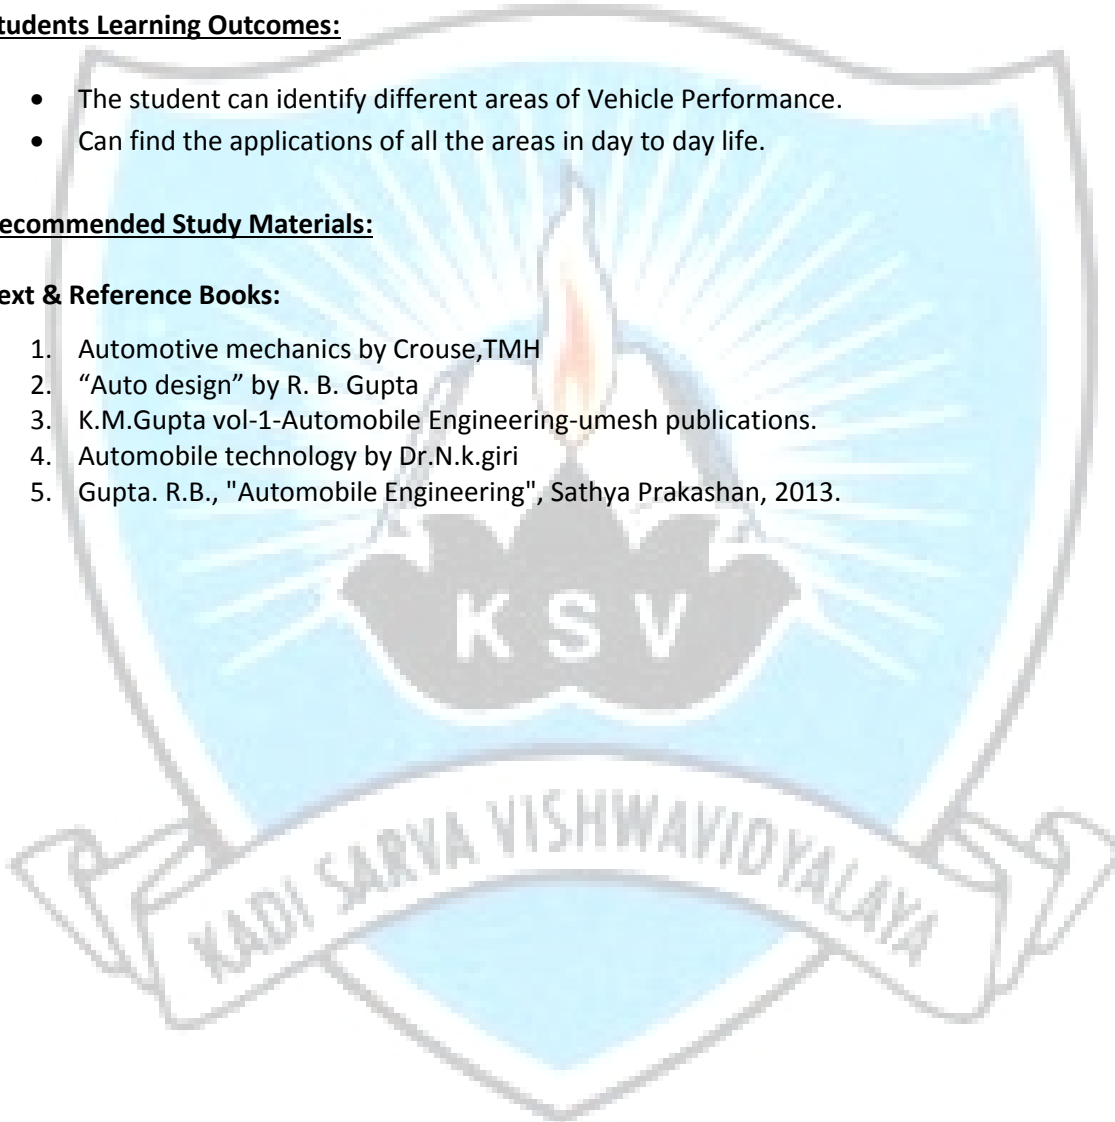 tudents Learning Outcomes:
• The student can identify different areas of Vehicle Performance.
• Can find the applications of all the areas in day to day life.
ecommended Study Materials:
ext & Reference Books:
1. Automotive mechanics by Crouse,TMH
2. “Auto design” by R. B. Gupta
3. K.M.Gupta vol-1-Automobile Engineering-umesh publications.
4. Automobile technology by Dr.N.k.giri
5. Gupta. R.B., "Automobile Engineering", Sathya Prakashan, 2013.
K S V
KADI SARVA VISHWAVIDYALAYA